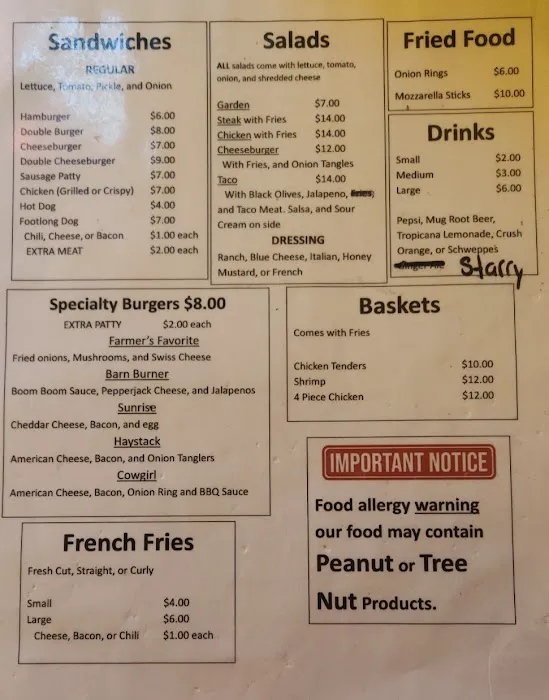 Sandwiches
REGULAR
Lettuce, Tomato, Pickle, and Onion
Hamburger $6.00
Double Burger $8.00
Cheeseburger $7.00
Double Cheeseburger $9.00
Sausage Patty $7.00
Chicken (Grilled or Crispy) $7.00
Hot Dog $4.00
Footlong Dog $7.00
Chili, Cheese, or Bacon $1.00 each
EXTRA MEAT $2.00 each
Salads
ALL salads come with lettuce, tomato,
onion, and shredded cheese
Garden $7.00
Steak with Fries $14.00
Chicken with Fries $14.00
Cheeseburger $12.00
With Fries, and Onion Tangles
Taco $14.00
With Black Olives, Jalapeno,
and Taco Meat. Salsa, and Sour
Cream on side
DRESSING
Ranch, Blue Cheese, Italian, Honey
Mustard, or French
Fried Food
Onion Rings $6.00
Mozzarella Sticks $10.00
Drinks
Small $2.00
Medium $3.00
Large $6.00
Pepsi, Mug Root Beer,
Tropicana Lemonade, Crush
Orange, or Schweppe's
Ginger Ale Starry
Specialty Burgers $8.00
EXTRA PATTY $2.00 each
Farmer's Favorite
Fried onions, Mushrooms, and Swiss Cheese
Barn Burner
Boom Boom Sauce, Pepperjack Cheese, and Jalapenos
Sunrise
Cheddar Cheese, Bacon, and egg
Haystack
American Cheese, Bacon, and Onion Tanglers
Cowgirl
American Cheese, Bacon, Onion Ring and BBQ Sauce
Baskets
Comes with Fries
Chicken Tenders $10.00
Shrimp $12.00
4 Piece Chicken $12.00
French Fries
Fresh Cut, Straight, or Curly
Small $4.00
Large $6.00
Cheese, Bacon, or Chili $1.00 each
IMPORTANT NOTICE
Food allergy warning
our food may contain
Peanut or Tree
Nut Products.